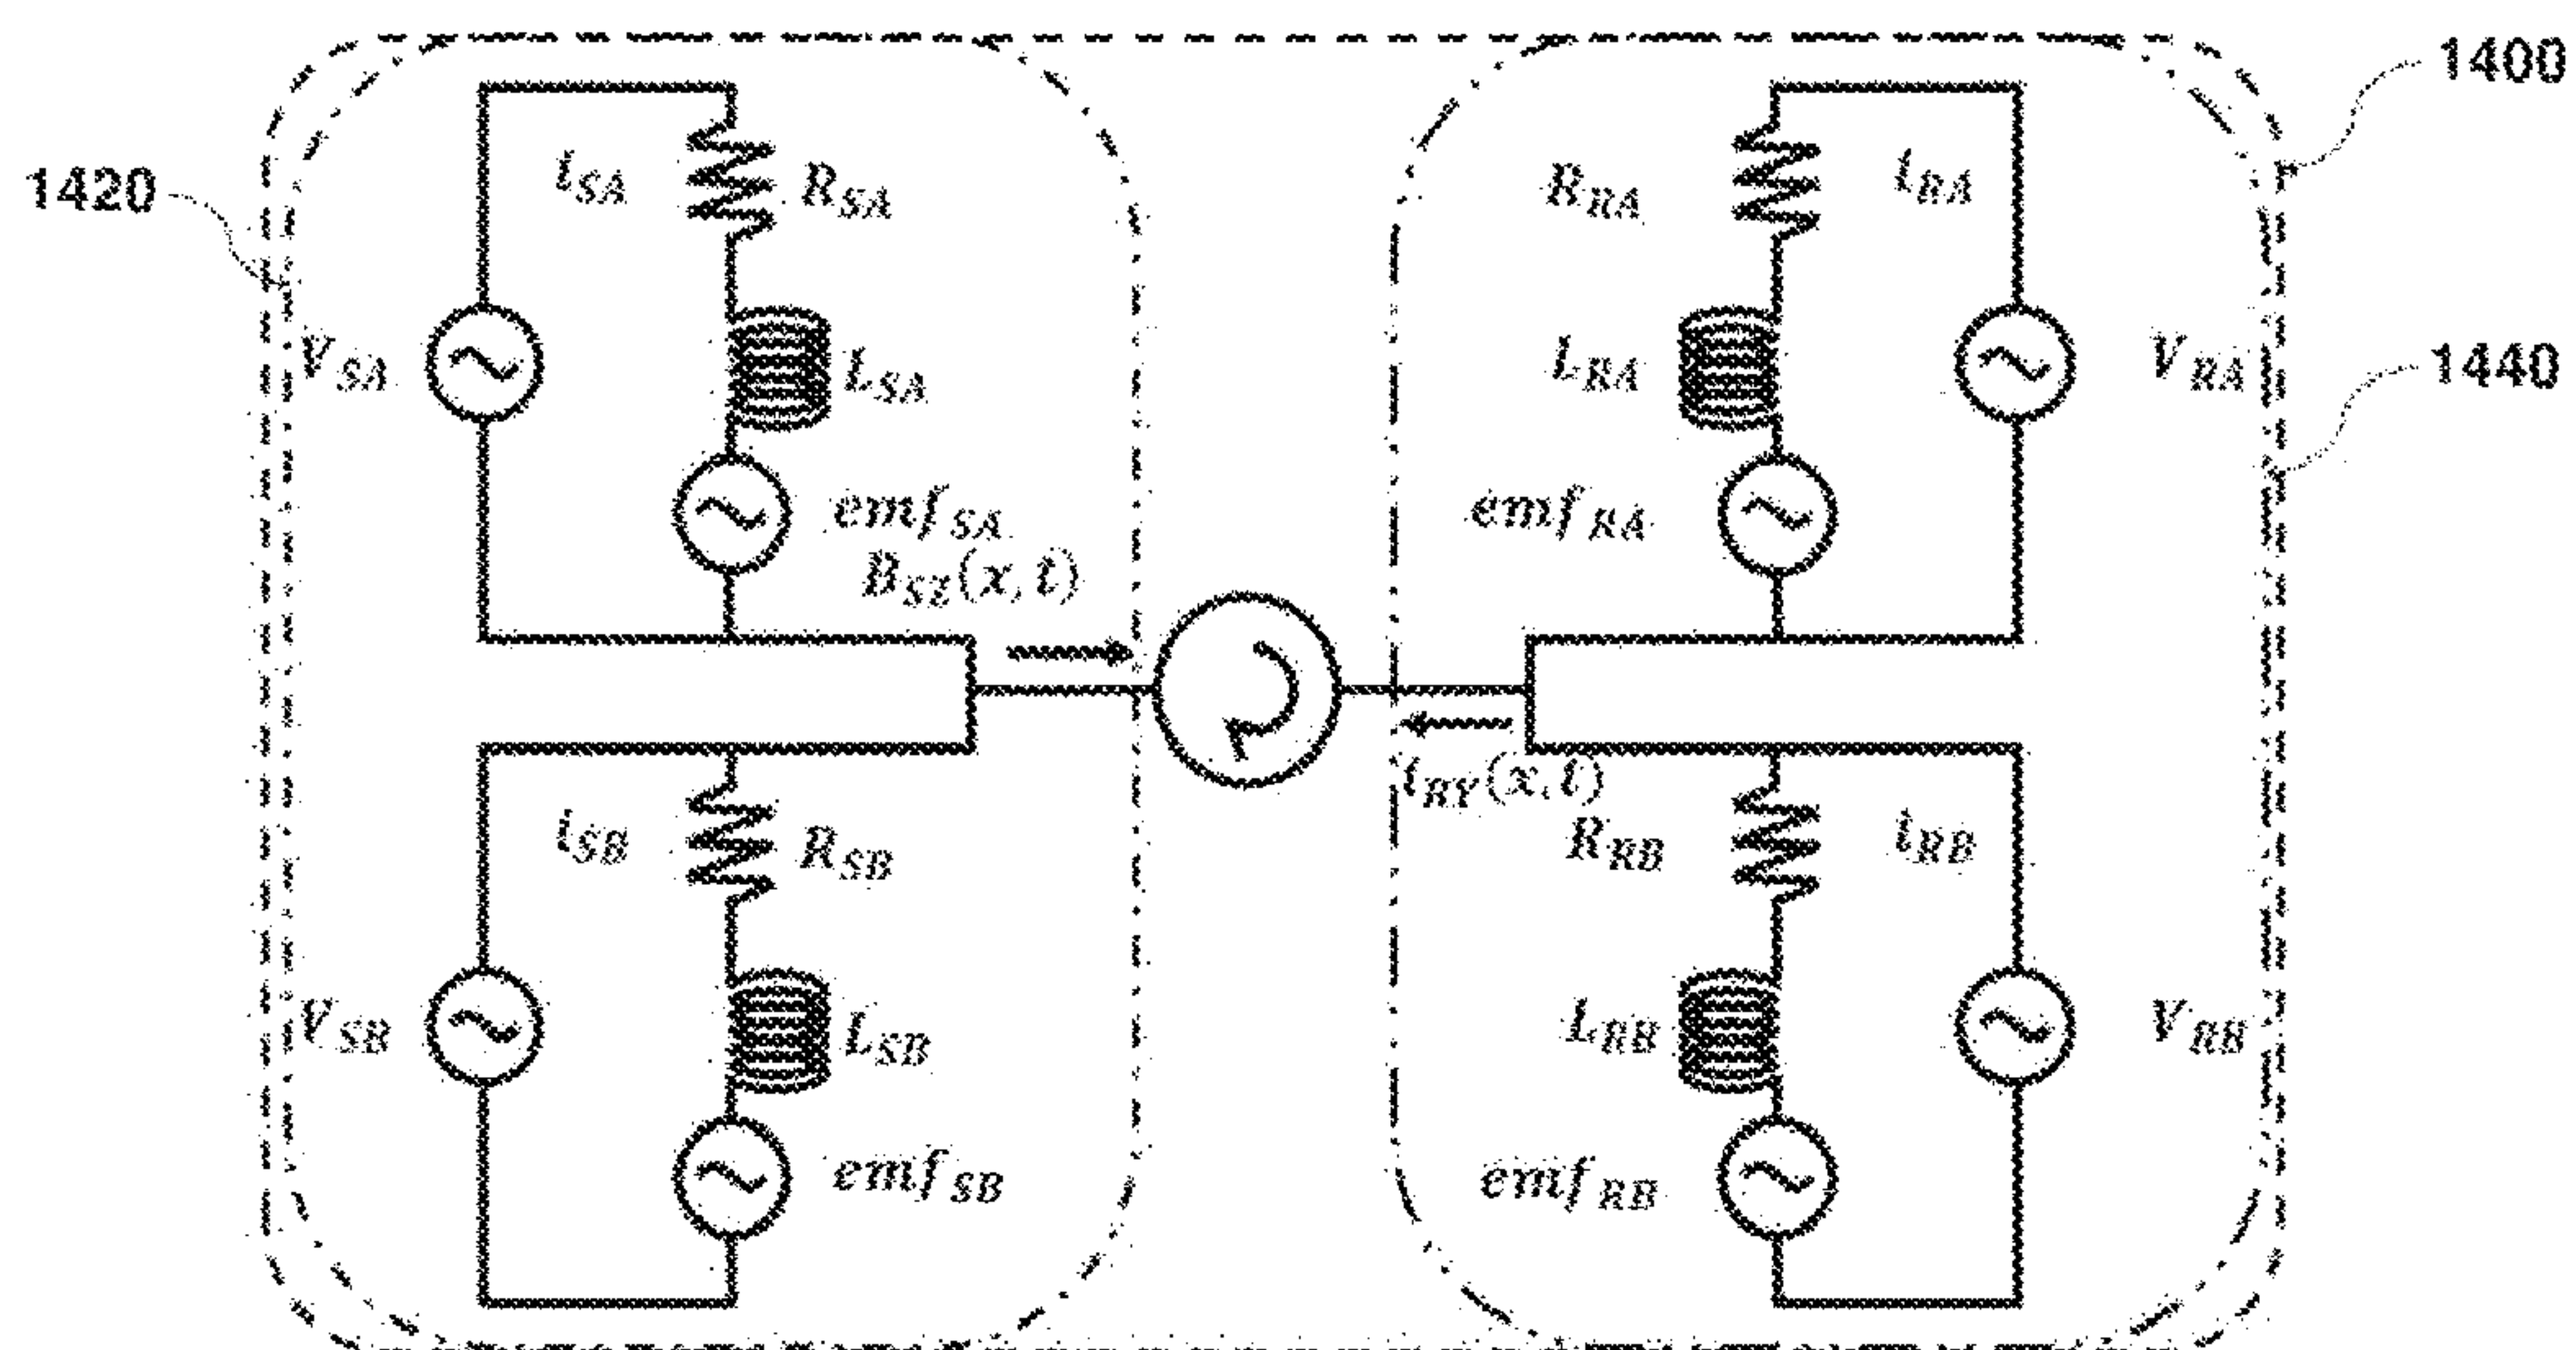 1400
1420
i_SA R_SA
R_RA i_RA
V_SA L_SA
L_RA V_RA
1440
emf_SA
emf_RA
B_SZ(x, t)
i_RY(x, t)
i_SB R_SB
R_RB i_RB
V_SB L_SB
L_RB V_RB
emf_SB
emf_RB